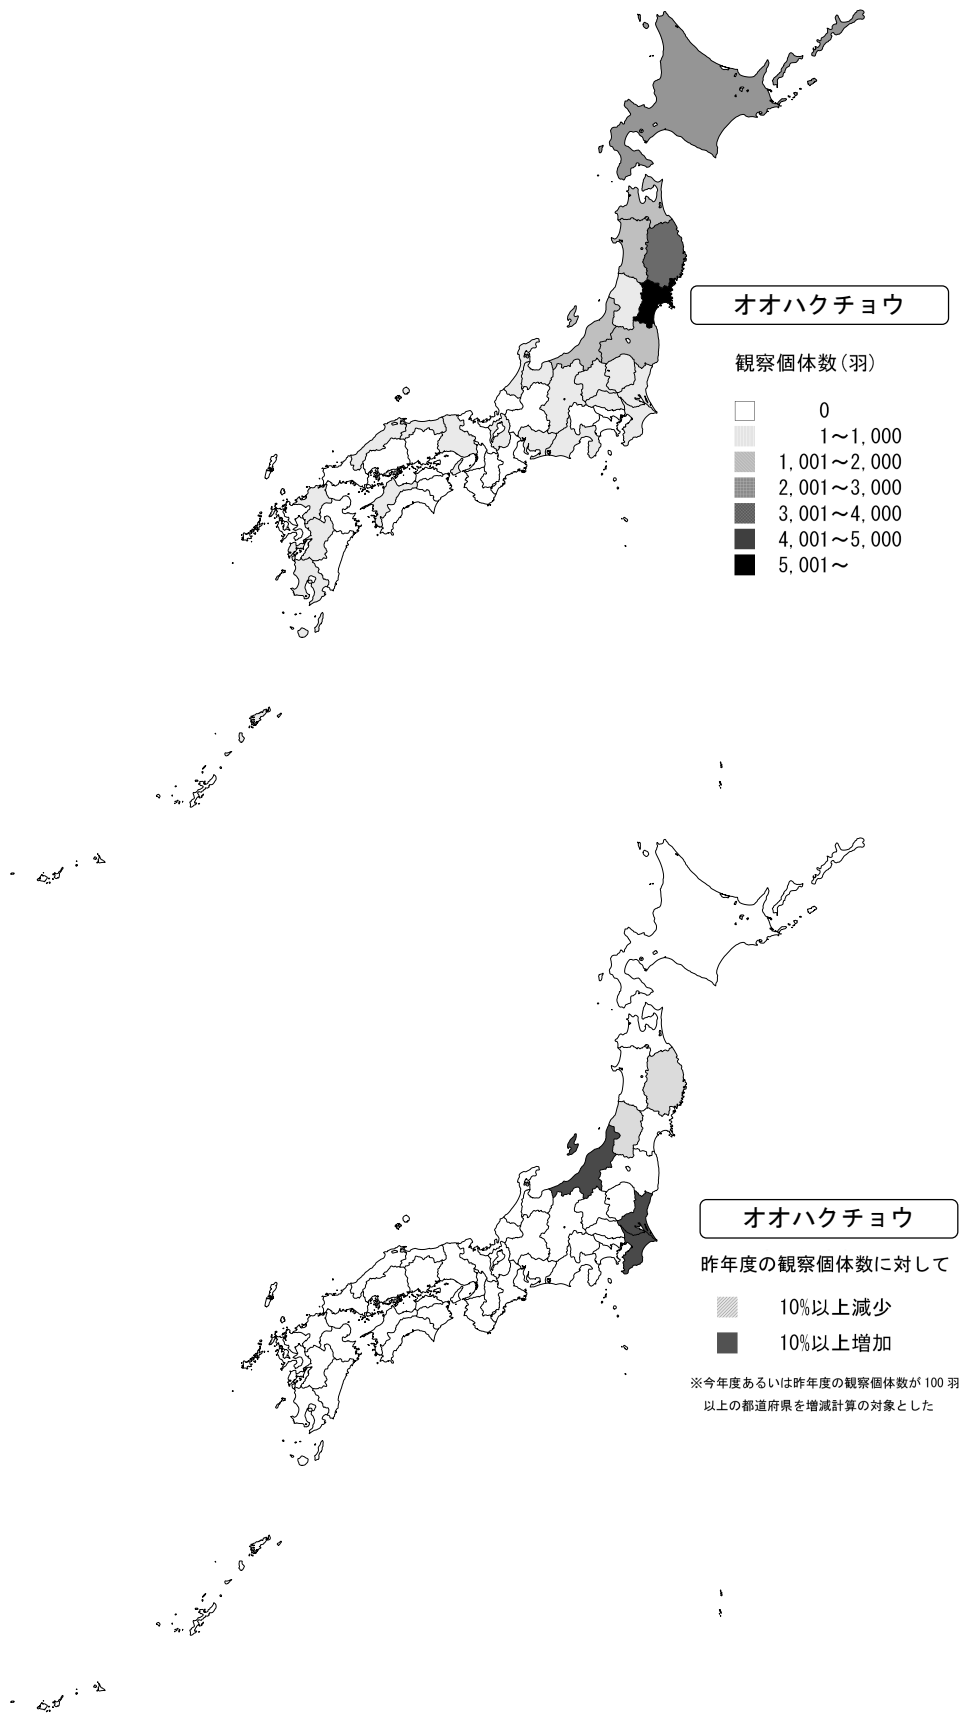 オオハクチョウ
観察個体数(羽)
0
1～1,000
1,001～2,000
2,001～3,000
3,001～4,000
4,001～5,000
5,001～
オオハクチョウ
昨年度の観察個体数に対して
10%以上減少
10%以上増加
※今年度あるいは昨年度の観察個体数が100羽
以上の都道府県を増減計算の対象とした